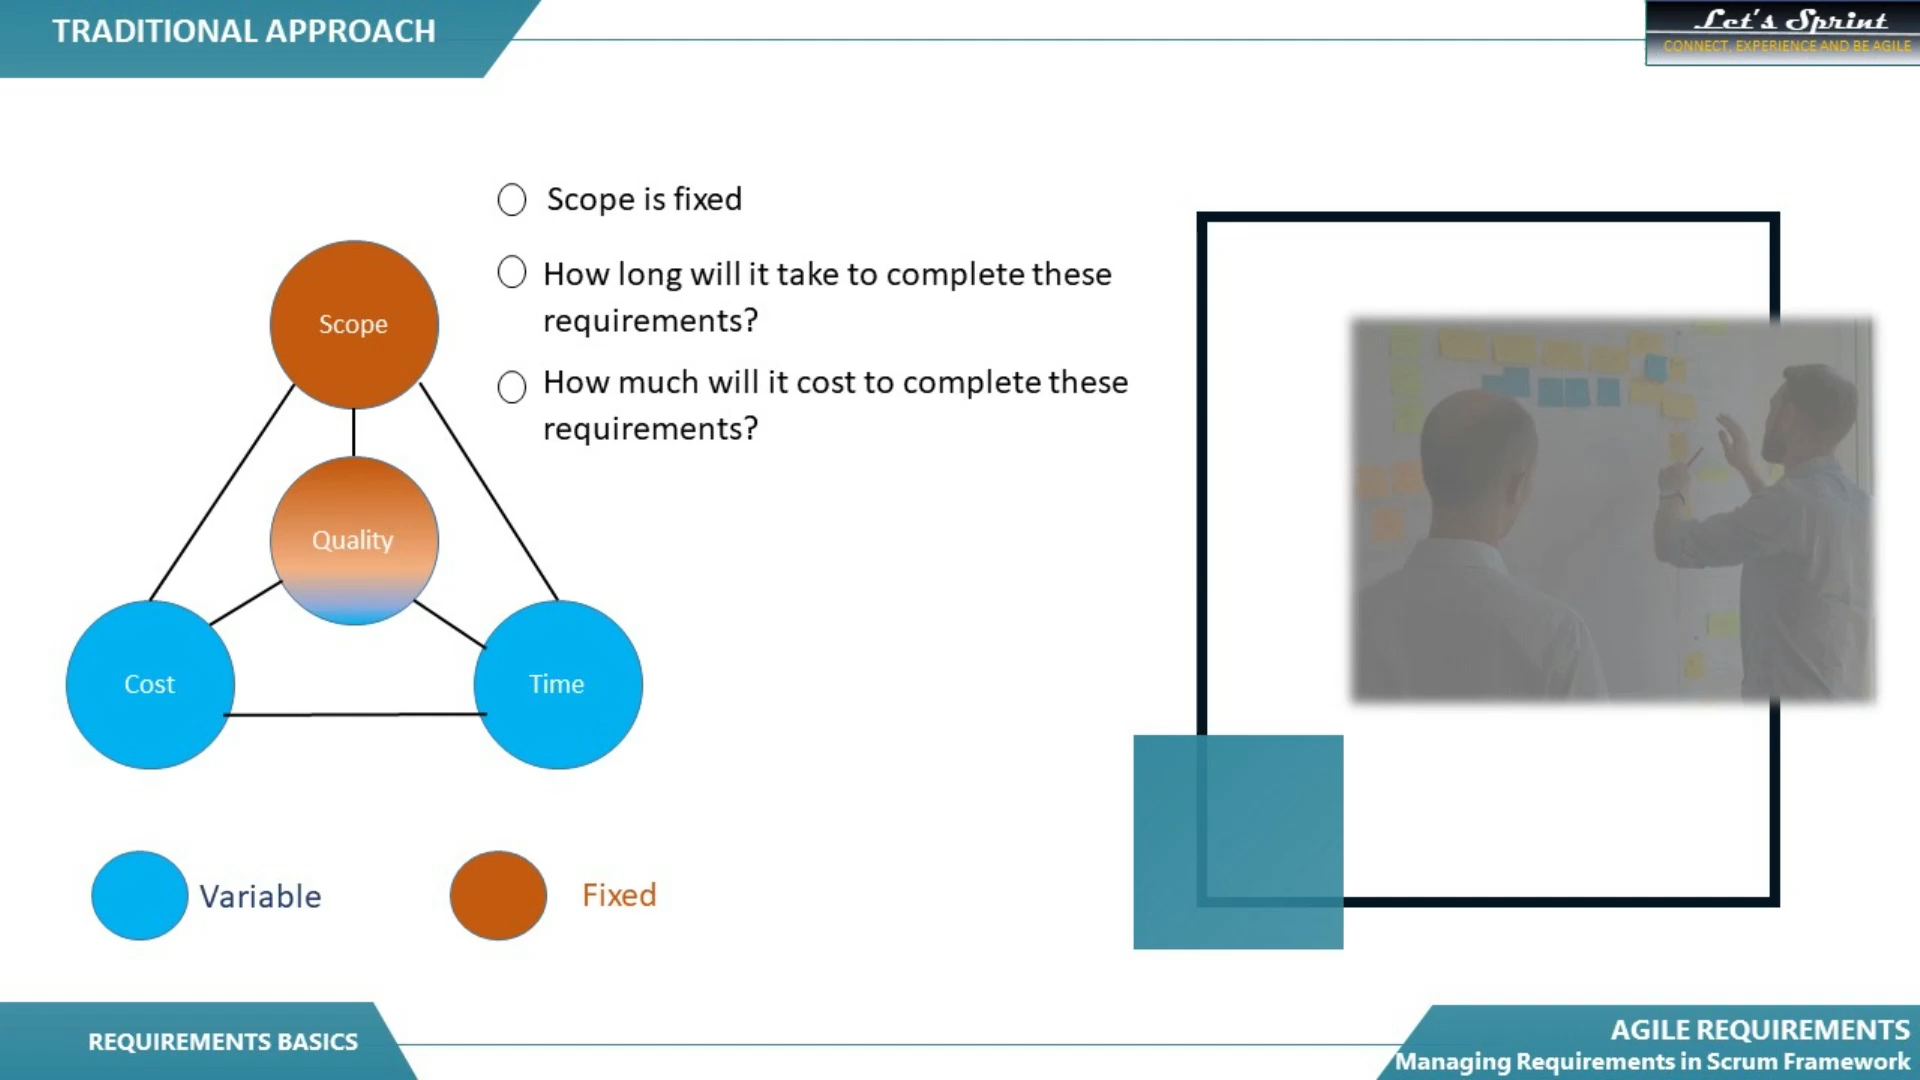 TRADITIONAL APPROACH
Let's Sprint
CONNECT, EXPERIENCE AND BE AGILE
Scope is fixed
How long will it take to complete these
requirements?
How much will it cost to complete these
requirements?
Scope
Quality
Cost
Time
Variable
Fixed
REQUIREMENTS BASICS
AGILE REQUIREMENTS
Managing Requirements in Scrum Framework